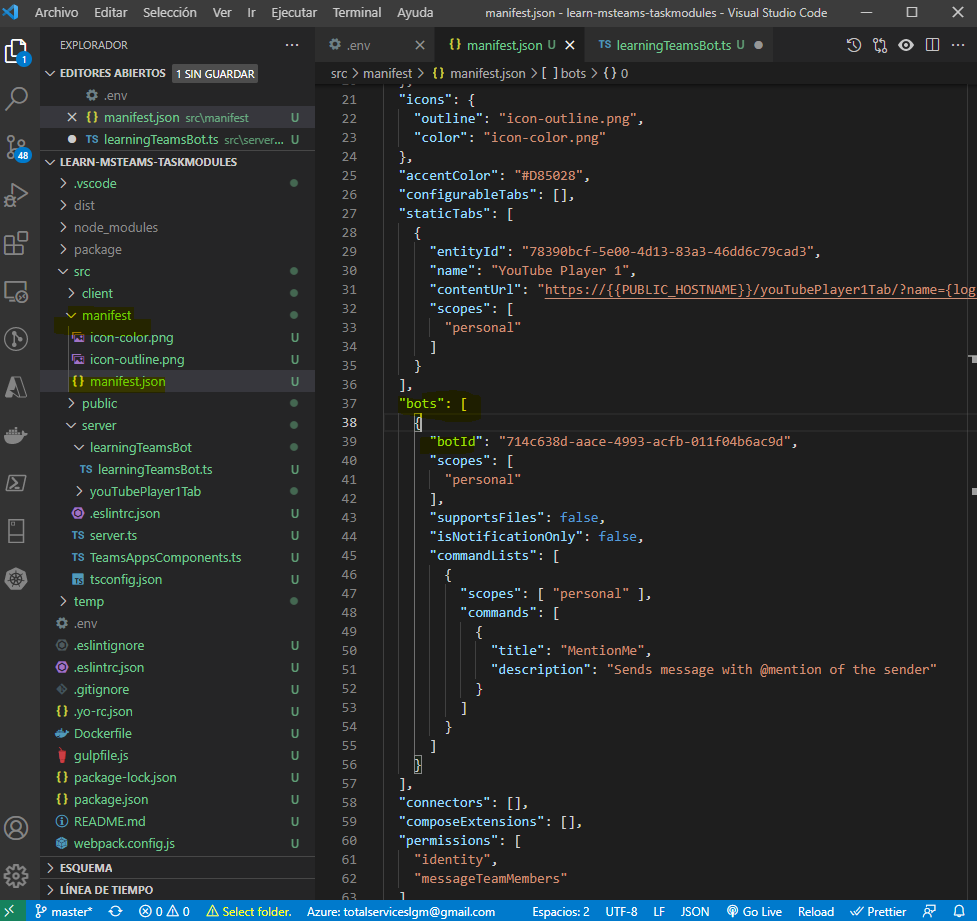 Archivo Editar Selección Ver Ir Ejecutar Terminal Ayuda manifest.json - learn-msteams-taskmodules - Visual Studio Code
EXPLORADOR
EDITORES ABIERTOS 1 SIN GUARDAR
.env
manifest.json src\manifest U
learningTeamsBot.ts src\server... U
LEARN-MSTEAMS-TASKMODULES
.vscode
dist
node_modules
package
src
client
manifest
icon-color.png U
icon-outline.png U
manifest.json U
public
server
learningTeamsBot
TS learningTeamsBot.ts U
youTubePlayer1Tab
.eslintrc.json U
TS server.ts U
TS TeamsAppsComponents.ts U
tsconfig.json U
temp
.env
.eslintignore U
.eslintrc.json U
.gitignore U
.yo-rc.json U
Dockerfile U
gulpfile.js U
package-lock.json U
package.json U
README.md U
webpack.config.js U
ESQUEMA
LÍNEA DE TIEMPO
1
48
.env
manifest.json U
TS learningTeamsBot.ts U
src > manifest > {} manifest.json > [ ] bots > {} 0
21 "icons": {
22 "outline": "icon-outline.png",
23 "color": "icon-color.png"
24 },
25 "accentColor": "#D85028",
26 "configurableTabs": [],
27 "staticTabs": [
28 {
29 "entityId": "78390bcf-5e00-4d13-83a3-46dd6c79cad3",
30 "name": "YouTube Player 1",
31 "contentUrl": "https://{{PUBLIC_HOSTNAME}}/youTubePlayer1Tab/?name={log
32 "scopes": [
33 "personal"
34 ]
35 }
36 ],
37 "bots": [
38 {
39 "botId": "714c638d-aace-4993-acfb-011f04b6ac9d",
40 "scopes": [
41 "personal"
42 ],
43 "supportsFiles": false,
44 "isNotificationOnly": false,
45 "commandLists": [
46 {
47 "scopes": [ "personal" ],
48 "commands": [
49 {
50 "title": "MentionMe",
51 "description": "Sends message with @mention of the sender"
52 }
53 ]
54 }
55 ]
56 }
57 ],
58 "connectors": [],
59 "composeExtensions": [],
60 "permissions": [
61 "identity",
62 "messageTeamMembers"
63 ]
master* 0 0 Select folder. Azure: totalserviceslgm@gmail.com Espacios: 2 UTF-8 LF JSON Go Live Reload Prettier